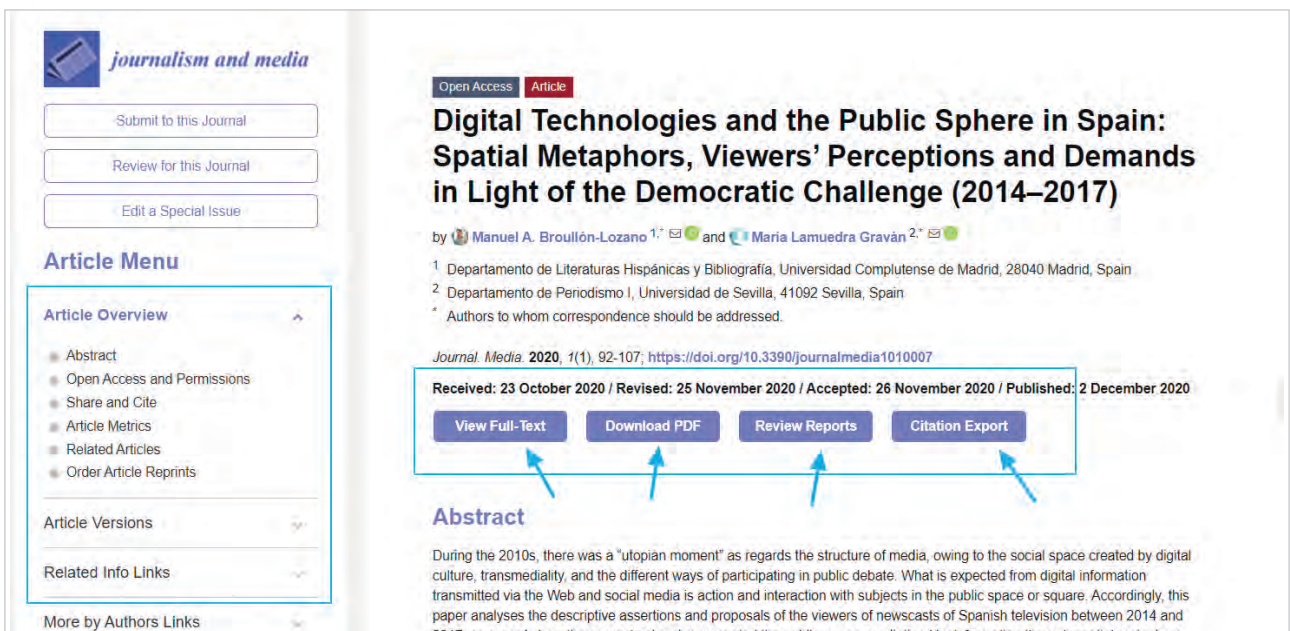 journalism and media
Submit to this Journal
Review for this Journal
Edit a Special Issue
Article Menu
Article Overview
Abstract
Open Access and Permissions
Share and Cite
Article Metrics
Related Articles
Order Article Reprints
Article Versions
Related Info Links
More by Authors Links
Open Access Article
Digital Technologies and the Public Sphere in Spain:
Spatial Metaphors, Viewers’ Perceptions and Demands
in Light of the Democratic Challenge (2014–2017)
by Manuel A. Broullón-Lozano 1,* and María Lamuedra Graván 2,*
1 Departamento de Literaturas Hispánicas y Bibliografía, Universidad Complutense de Madrid, 28040 Madrid, Spain
2 Departamento de Periodismo I, Universidad de Sevilla, 41092 Sevilla, Spain
* Authors to whom correspondence should be addressed.
Journal. Media. 2020, 1(1), 92-107; https://doi.org/10.3390/journalmedia1010007
Received: 23 October 2020 / Revised: 25 November 2020 / Accepted: 26 November 2020 / Published: 2 December 2020
View Full-Text
Download PDF
Review Reports
Citation Export
Abstract
During the 2010s, there was a “utopian moment” as regards the structure of media, owing to the social space created by digital
culture, transmediality, and the different ways of participating in public debate. What is expected from digital information
transmitted via the Web and social media is action and interaction with subjects in the public space or square. Accordingly, this
paper analyses the descriptive assertions and proposals of the viewers of newscasts of Spanish television between 2014 and